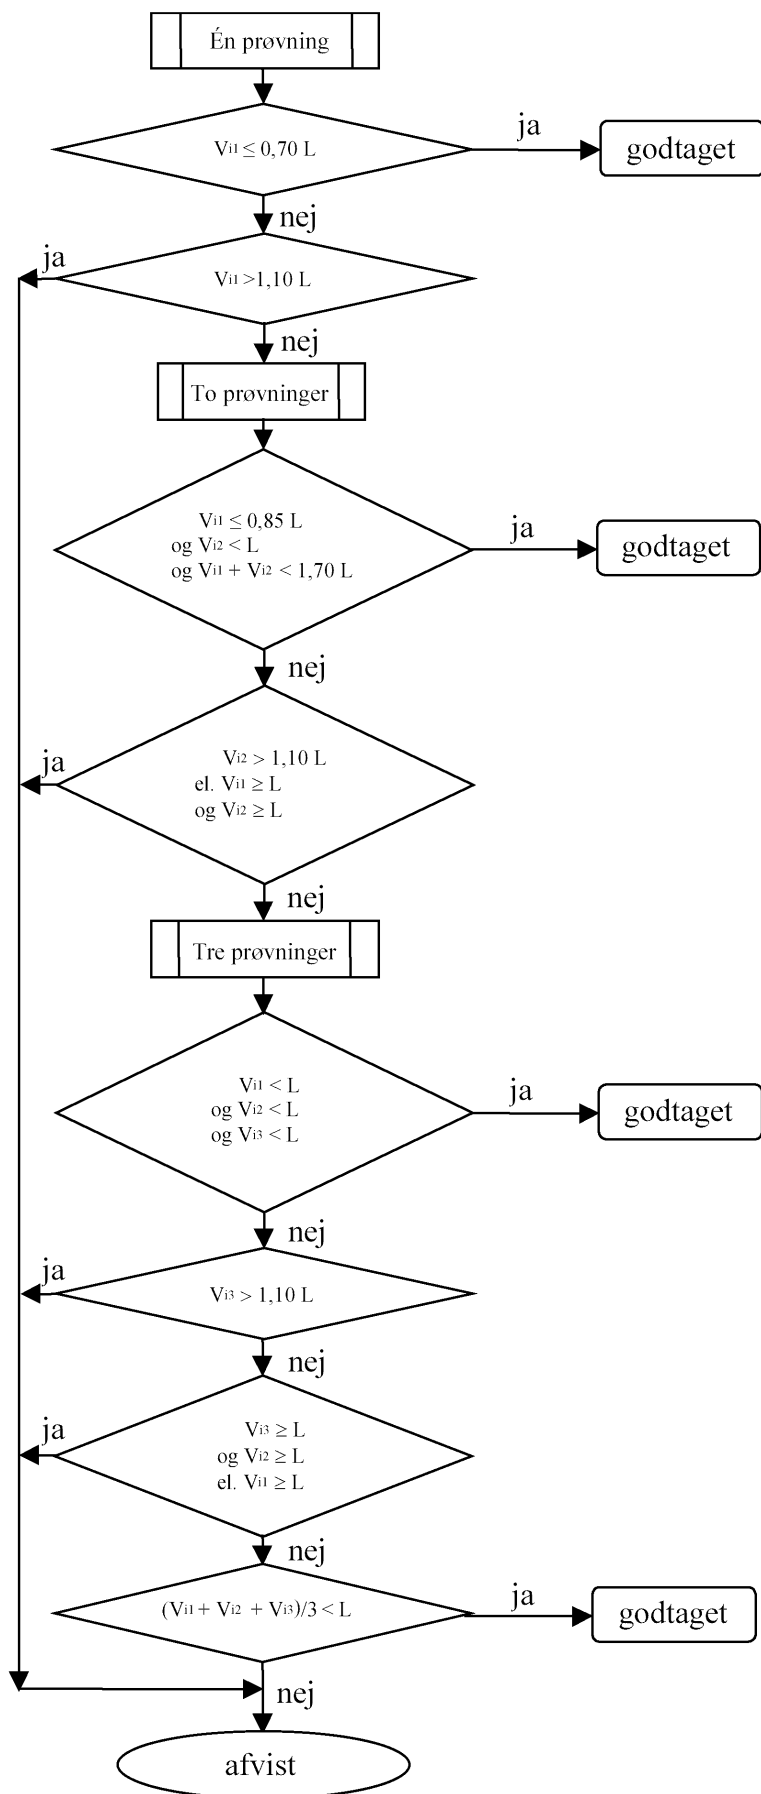 Én prøvning
Vi1 ≤ 0,70 L
ja
godtaget
nej
ja
Vi1 >1,10 L
nej
To prøvninger
Vi1 ≤ 0,85 L
og Vi2 < L
og Vi1 + Vi2 < 1,70 L
ja
godtaget
nej
ja
Vi2 > 1,10 L
el. Vi1 ≥ L
og Vi2 ≥ L
nej
Tre prøvninger
Vi1 < L
og Vi2 < L
og Vi3 < L
ja
godtaget
nej
ja
Vi3 > 1,10 L
nej
ja
Vi3 ≥ L
og Vi2 ≥ L
el. Vi1 ≥ L
nej
(Vi1 + Vi2 + Vi3)/3 < L
ja
godtaget
nej
afvist